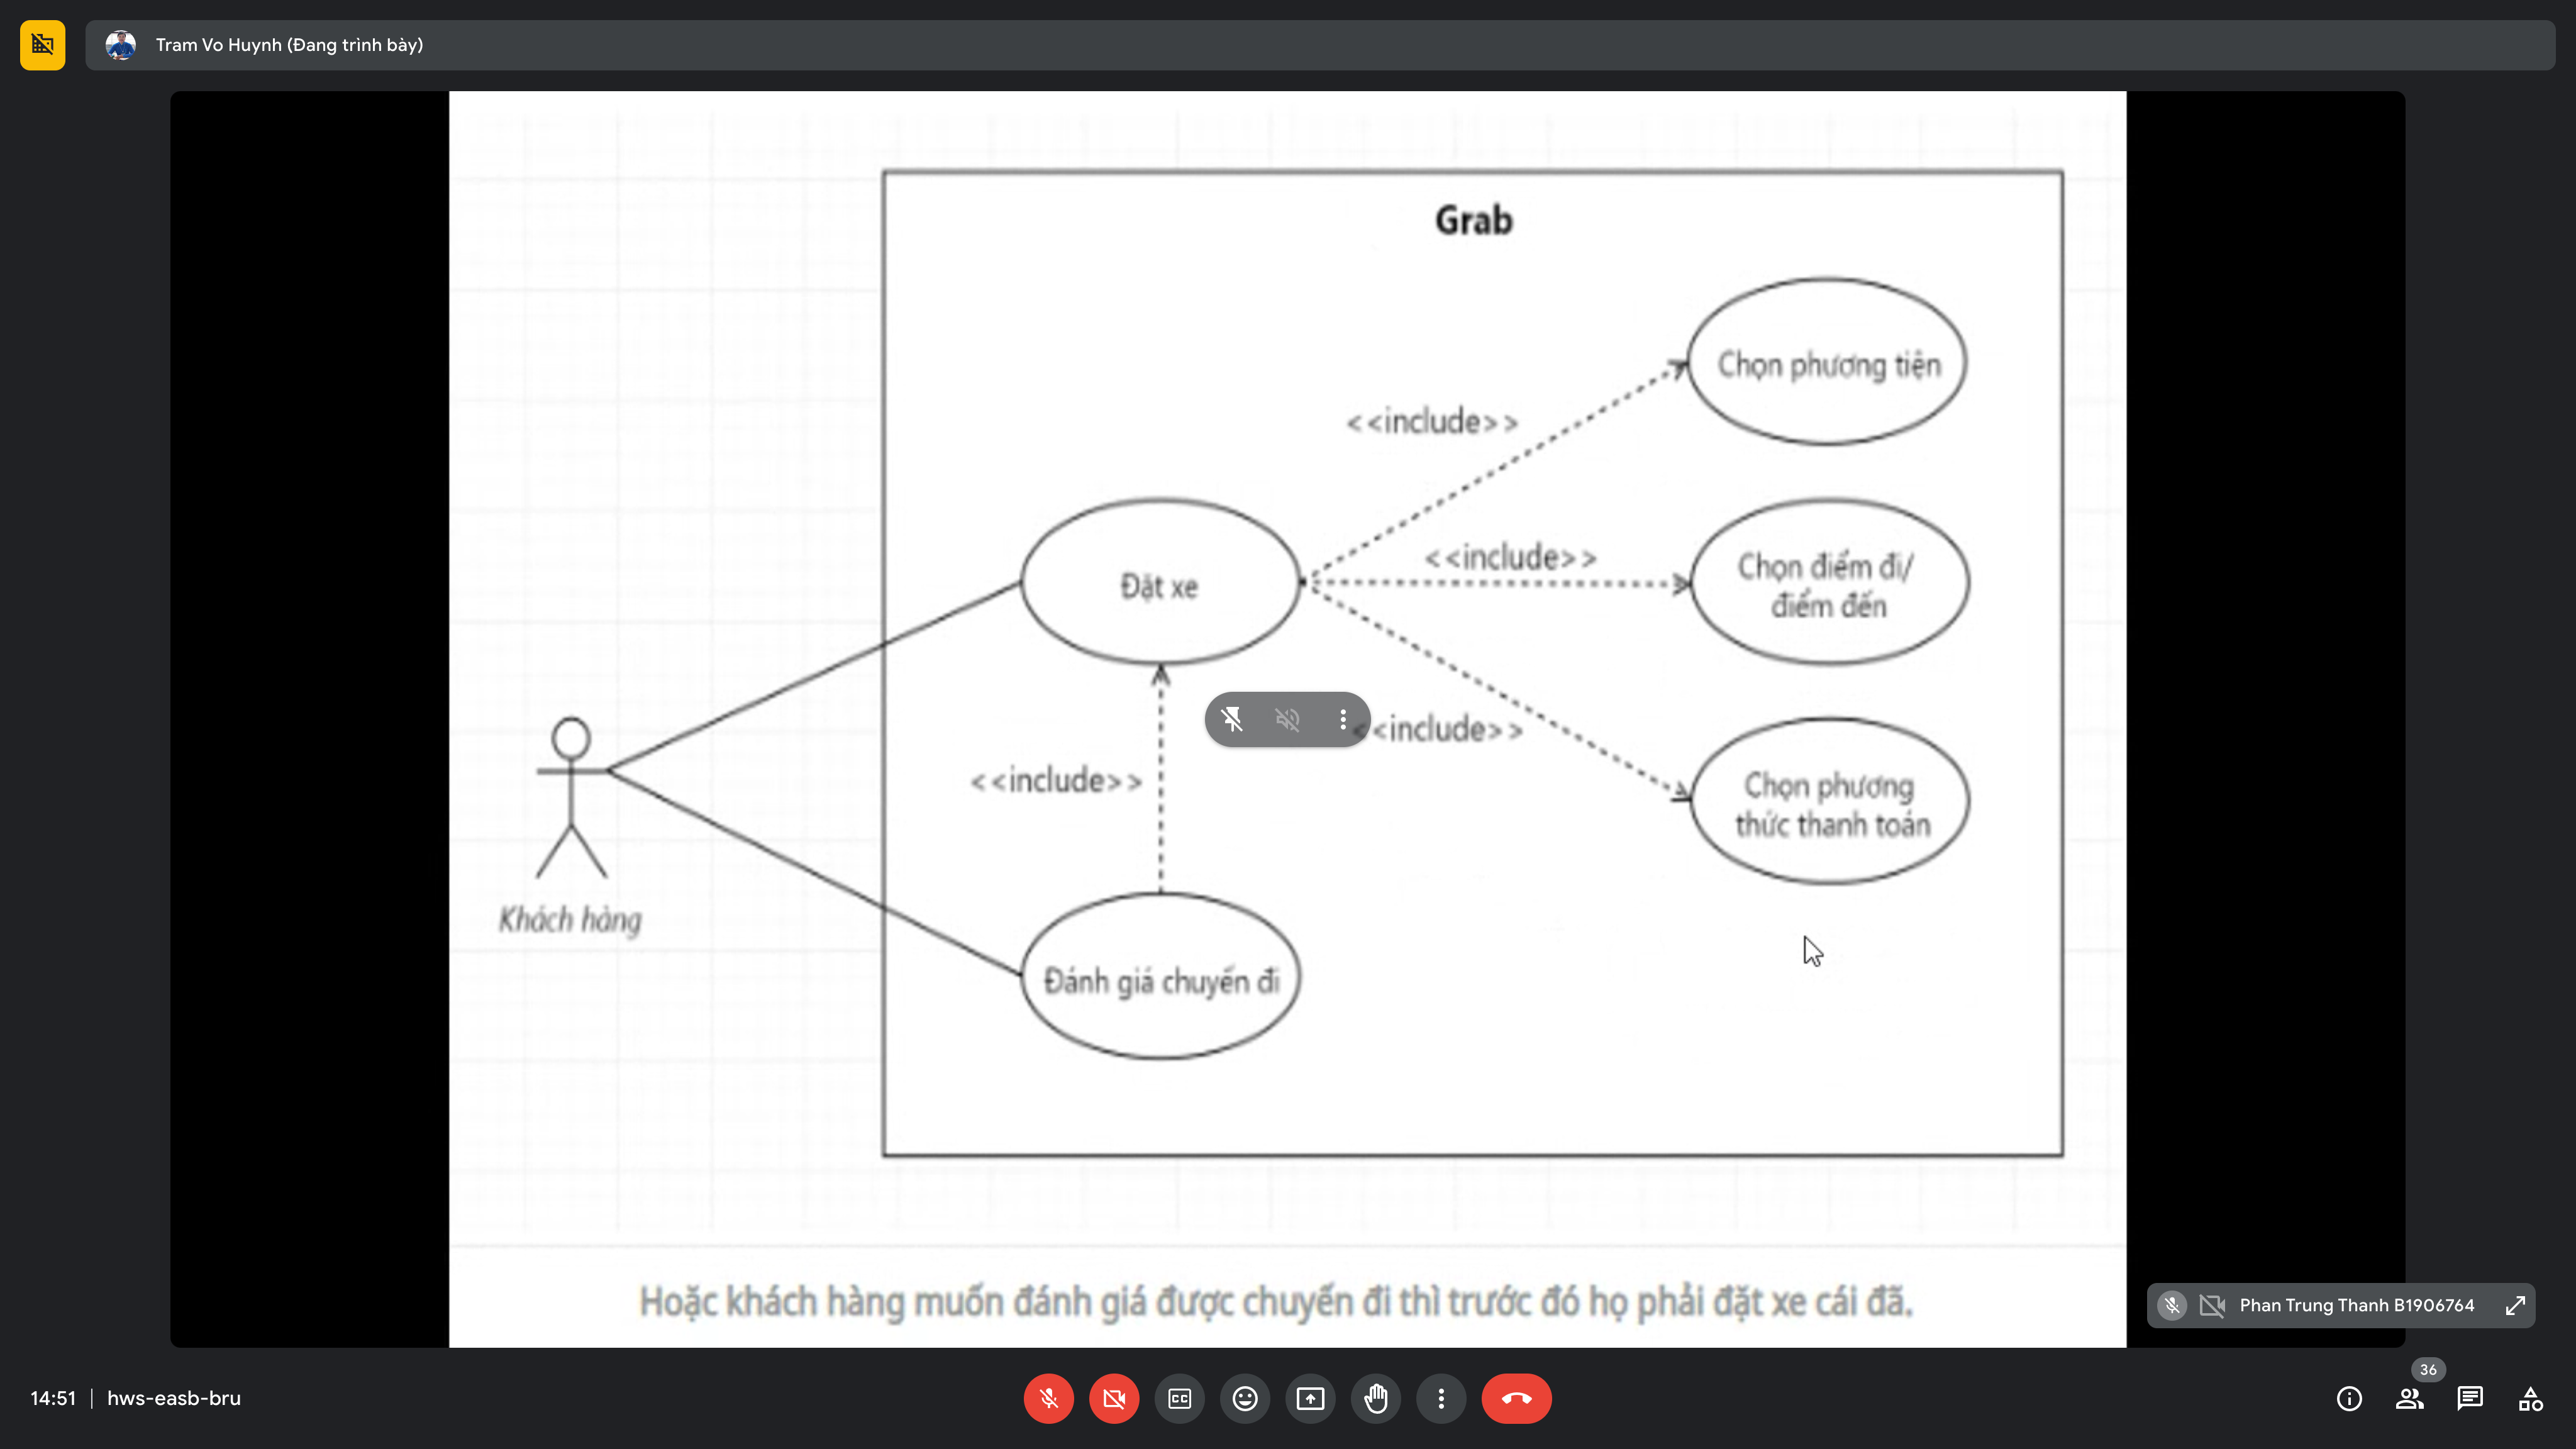 Tram Vo Huynh (Đang trình bày)
Grab
Chọn phương tiện
<<include>>
<<include>>
Chọn điểm đi/
điểm đến
Đặt xe
<<include>>
<<include>>
Chọn phương
thức thanh toán
Khách hàng
Đánh giá chuyến đi
Hoặc khách hàng muốn đánh giá được chuyến đi thì trước đó họ phải đặt xe cái đã.
Phan Trung Thanh B1906764
36
14:51 | hws-easb-bru
CC